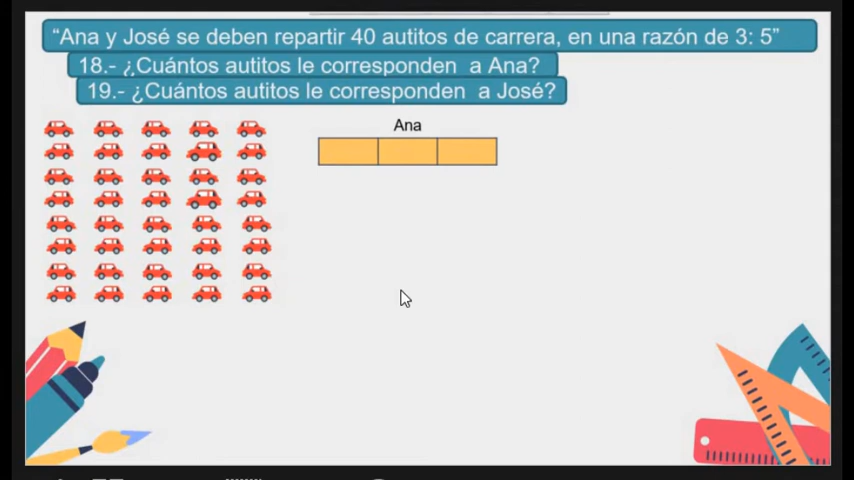 “Ana y José se deben repartir 40 autitos de carrera, en una razón de 3: 5”
18.- ¿Cuántos autitos le corresponden a Ana?
19.- ¿Cuántos autitos le corresponden a José?
Ana